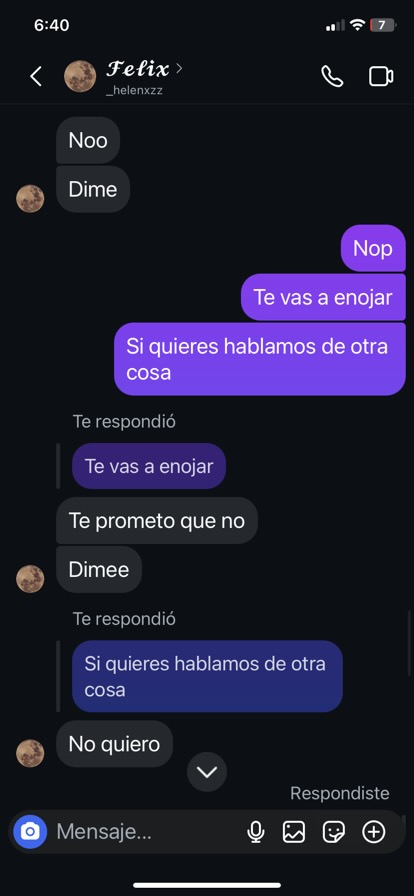 6:40
7
𝓕𝓮𝓵𝓲𝔁
_helenxzz
Noo
Dime
Nop
Te vas a enojar
Si quieres hablamos de otra
cosa
Te respondió
Te vas a enojar
Te prometo que no
Dimee
Te respondió
Si quieres hablamos de otra
cosa
No quiero
Respondiste
Mensaje...